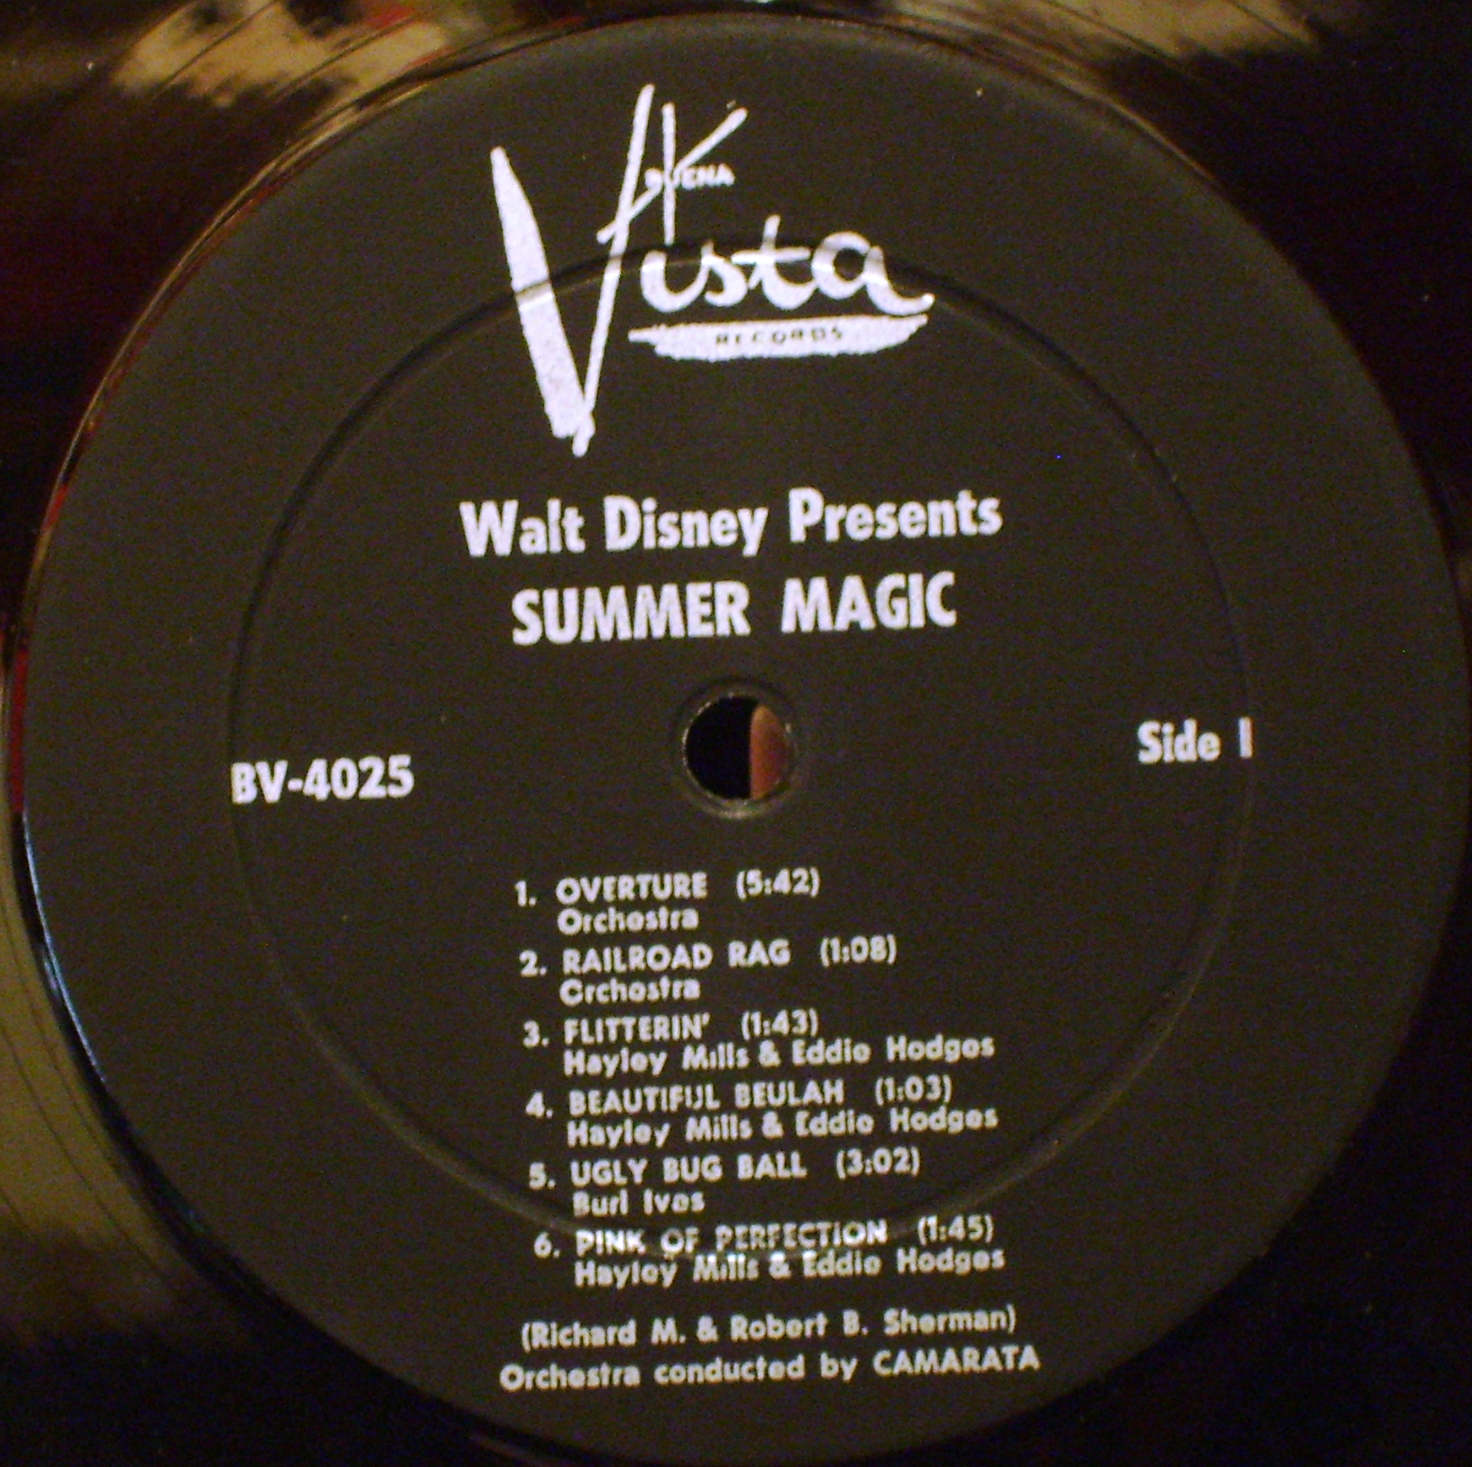 BUENA
Vista
RECORDS
Walt Disney Presents
SUMMER MAGIC
BV-4025
Side 1
1. OVERTURE (5:42)
Orchestra
2. RAILROAD RAG (1:08)
Orchestra
3. FLITTERIN' (1:43)
Hayley Mills & Eddie Hodges
4. BEAUTIFUL BEULAH (1:03)
Hayley Mills & Eddie Hodges
5. UGLY BUG BALL (3:02)
Burl Ives
6. PINK OF PERFECTION (1:45)
Hayley Mills & Eddie Hodges
(Richard M. & Robert B. Sherman)
Orchestra conducted by CAMARATA